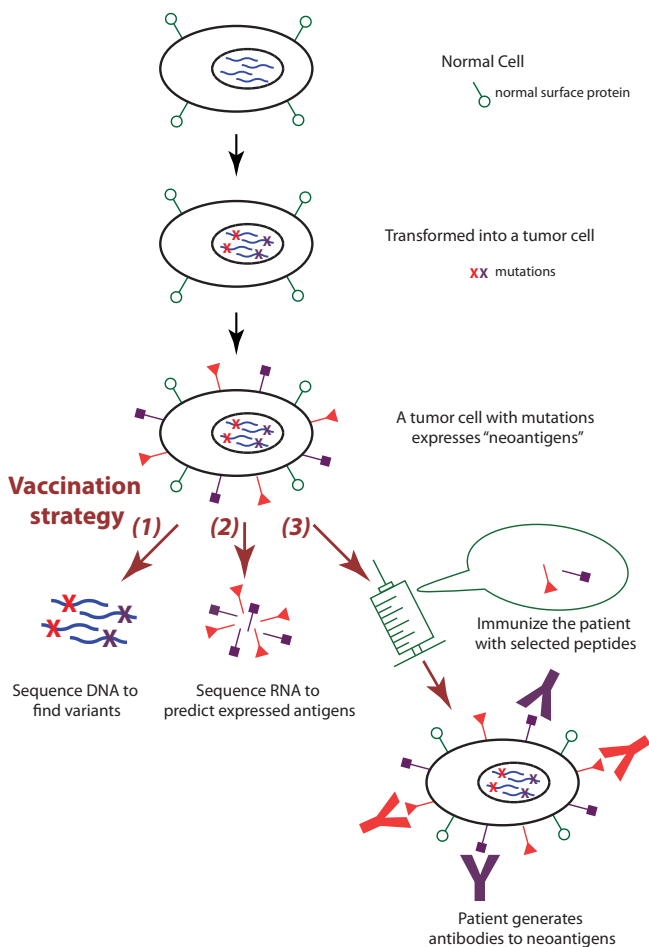 Normal Cell
normal surface protein
Transformed into a tumor cell
XX mutations
A tumor cell with mutations
expresses “neoantigens”
Vaccination
strategy
(1)
(2)
(3)
Sequence DNA to
find variants
Sequence RNA to
predict expressed antigens
Immunize the patient
with selected peptides
Patient generates
antibodies to neoantigens